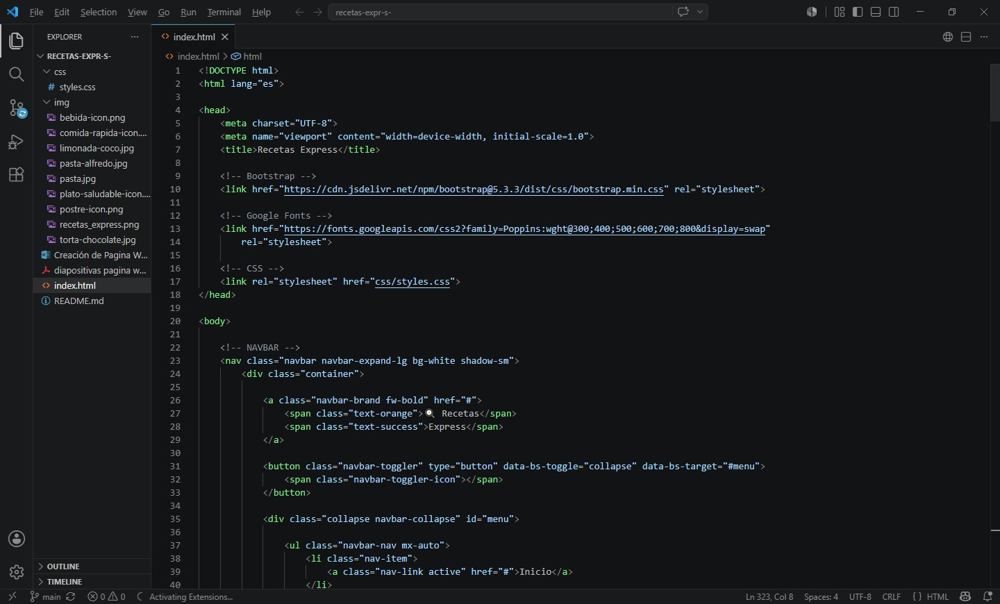 File Edit Selection View Go Run Terminal Help
recetas-expr-s-
EXPLORER
RECETAS-EXPR-S-
css
styles.css
img
bebida-icon.png
comida-rapida-icon....
limonada-coco.jpg
pasta-alfredo.jpg
pasta.jpg
plato-saludable-icon....
postre-icon.png
recetas_express.png
torta-chocolate.jpg
Creación de Pagina W...
diapositivas pagina w...
index.html
README.md
OUTLINE
TIMELINE
index.html
index.html > html
1 <!DOCTYPE html>
2 <html lang="es">
3
4 <head>
5 <meta charset="UTF-8">
6 <meta name="viewport" content="width=device-width, initial-scale=1.0">
7 <title>Recetas Express</title>
8
9 <!-- Bootstrap -->
10 <link href="https://cdn.jsdelivr.net/npm/bootstrap@5.3.3/dist/css/bootstrap.min.css" rel="stylesheet">
11
12 <!-- Google Fonts -->
13 <link href="https://fonts.googleapis.com/css2?family=Poppins:wght@300;400;500;600;700;800&display=swap"
14 rel="stylesheet">
15
16 <!-- CSS -->
17 <link rel="stylesheet" href="css/styles.css">
18 </head>
19
20 <body>
21
22 <!-- NAVBAR -->
23 <nav class="navbar navbar-expand-lg bg-white shadow-sm">
24 <div class="container">
25
26 <a class="navbar-brand fw-bold" href="#">
27 <span class="text-orange">🍳 Recetas</span>
28 <span class="text-success">Express</span>
29 </a>
30
31 <button class="navbar-toggler" type="button" data-bs-toggle="collapse" data-bs-target="#menu">
32 <span class="navbar-toggler-icon"></span>
33 </button>
34
35 <div class="collapse navbar-collapse" id="menu">
36
37 <ul class="navbar-nav mx-auto">
38 <li class="nav-item">
39 <a class="nav-link active" href="#">Inicio</a>
40 </li>
main 0 0 Activating Extensions... Ln 323, Col 8 Spaces: 4 UTF-8 CRLF {} HTML